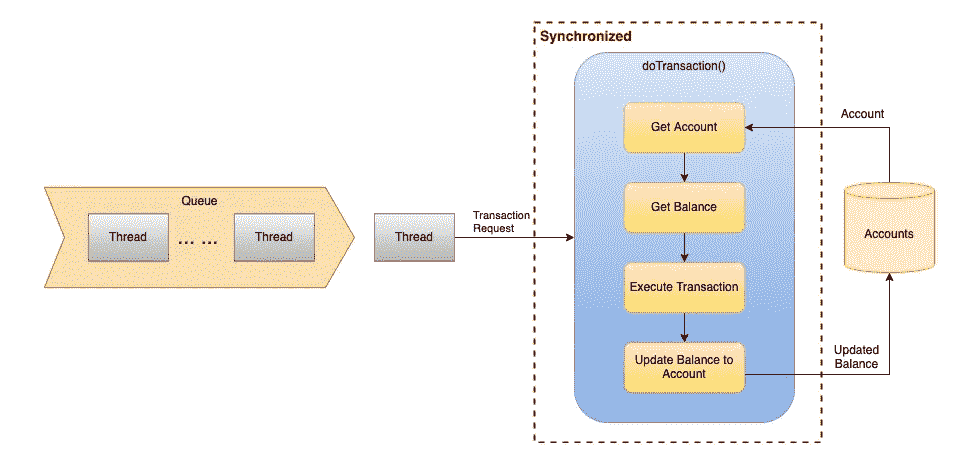 Synchronized
doTransaction()
Get Account
Account
Queue
Thread
... ...
Thread
Thread
Transaction
Request
Get Balance
Accounts
Execute Transaction
Update Balance to
Account
Updated
Balance